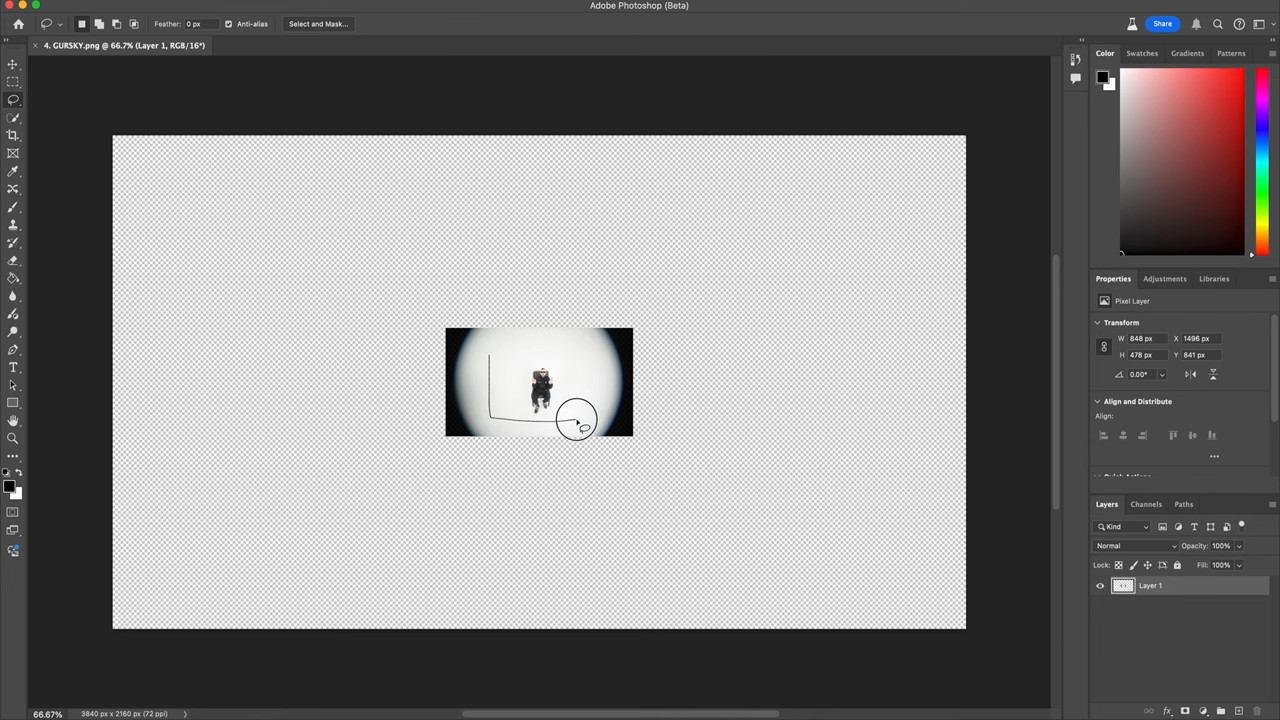 Adobe Photoshop (Beta)
Feather: 0 px Anti-alias Select and Mask... Share
4. GURSKY.png @ 66.7% (Layer 1, RGB/16*)
Color Swatches Gradients Patterns
Properties Adjustments Libraries
Pixel Layer
Transform
W 848 px X 1496 px
H 478 px Y 841 px
0.00°
Align and Distribute
Align:
Layers Channels Paths
Kind
Normal Opacity: 100%
Lock: Fill: 100%
Layer 1
66.67% 3840 px x 2160 px (72 ppi)